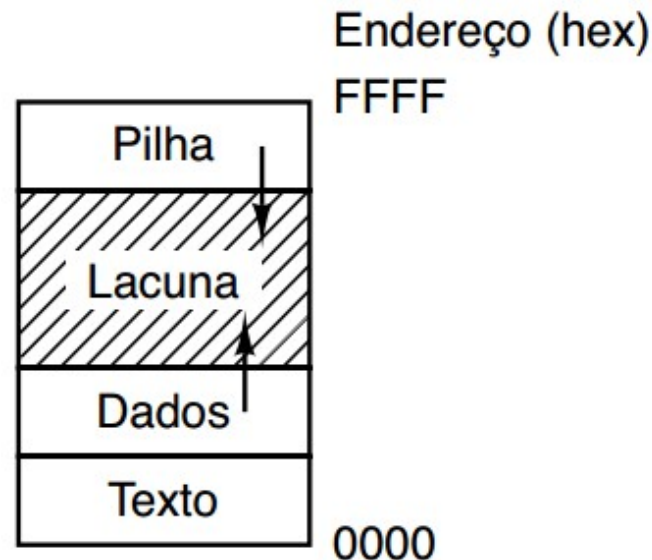 Endereço (hex)
FFFF
Pilha
Lacuna
Dados
Texto
0000